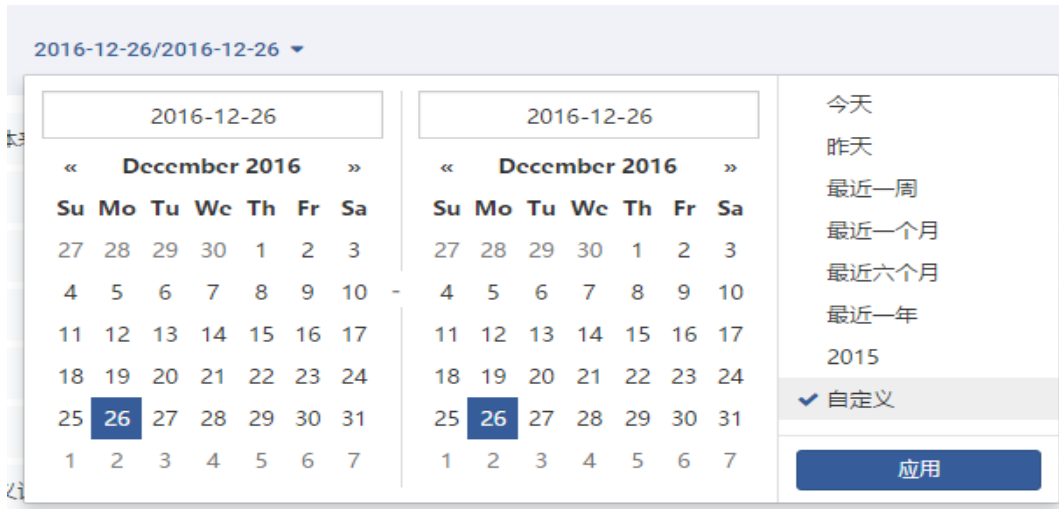 2016-12-26/2016-12-26
2016-12-26
« December 2016 »
Su Mo Tu We Th Fr Sa
27 28 29 30 1 2 3
4 5 6 7 8 9 10
11 12 13 14 15 16 17
18 19 20 21 22 23 24
25 26 27 28 29 30 31
1 2 3 4 5 6 7
-
2016-12-26
« December 2016 »
Su Mo Tu We Th Fr Sa
27 28 29 30 1 2 3
4 5 6 7 8 9 10
11 12 13 14 15 16 17
18 19 20 21 22 23 24
25 26 27 28 29 30 31
1 2 3 4 5 6 7
今天
昨天
最近一周
最近一个月
最近六个月
最近一年
2015
自定义
应用